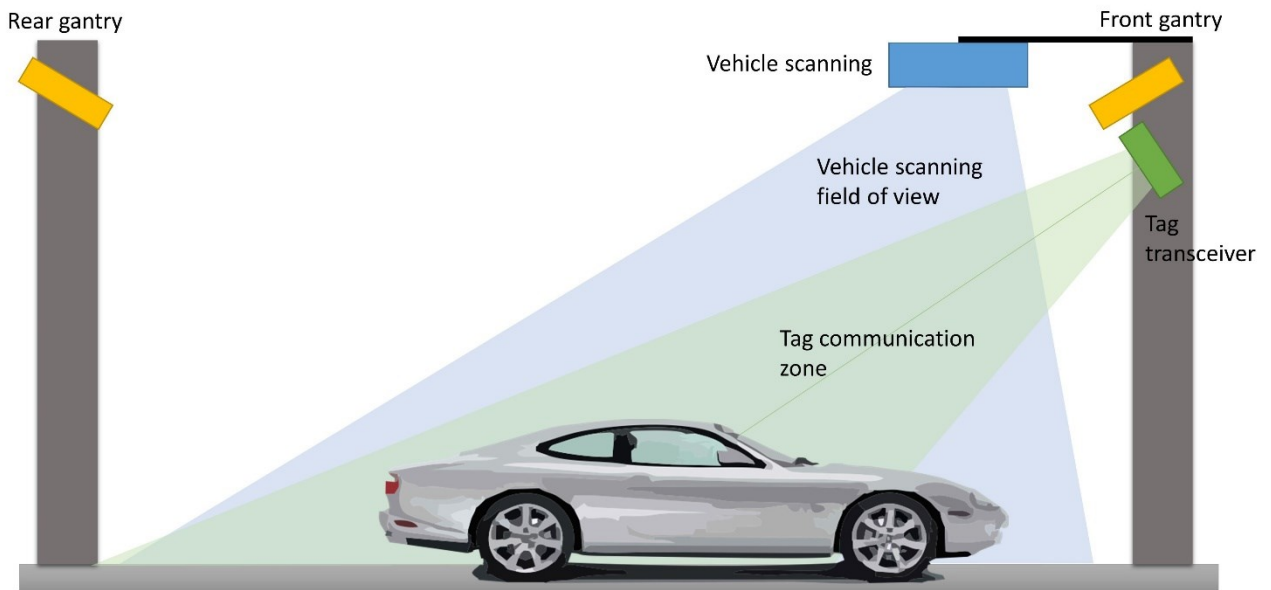 Rear gantry
Front gantry
Vehicle scanning
Vehicle scanning
field of view
Tag
transceiver
Tag communication
zone